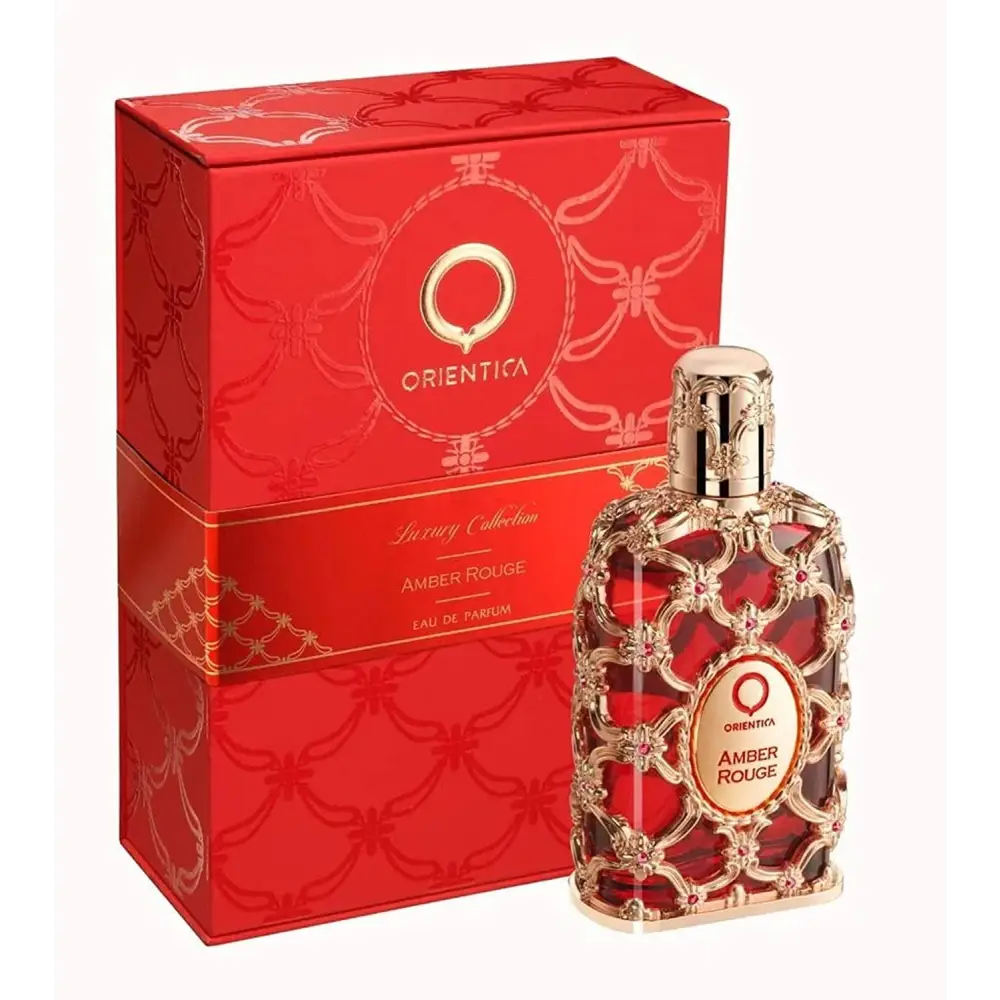 ORIENTICA
Luxury Collection
AMBER ROUGE
EAU DE PARFUM
ORIENTICA
AMBER
ROUGE